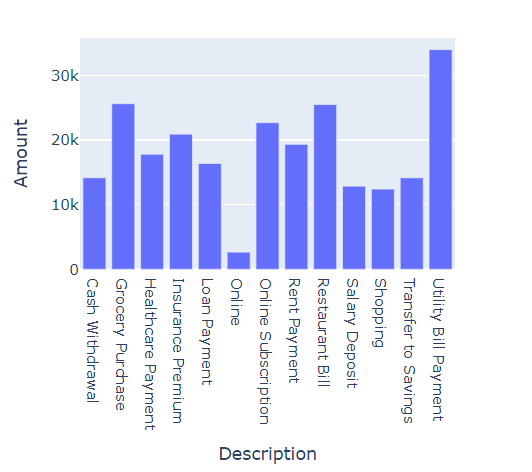 Amount
30k
20k
10k
0
Cash Withdrawal
Grocery Purchase
Healthcare Payment
Insurance Premium
Loan Payment
Online
Online Subscription
Rent Payment
Restaurant Bill
Salary Deposit
Shopping
Transfer to Savings
Utility Bill Payment
Description